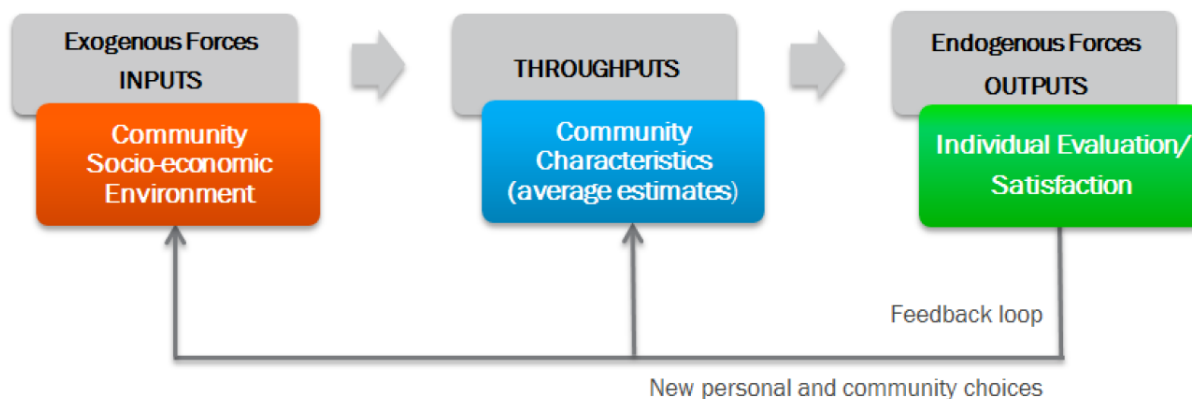 Exogenous Forces
INPUTS
Community
Socio-economic
Environment
THROUGHPUTS
Community
Characteristics
(average estimates)
Endogenous Forces
OUTPUTS
Individual Evaluation/
Satisfaction
Feedback loop
New personal and community choices